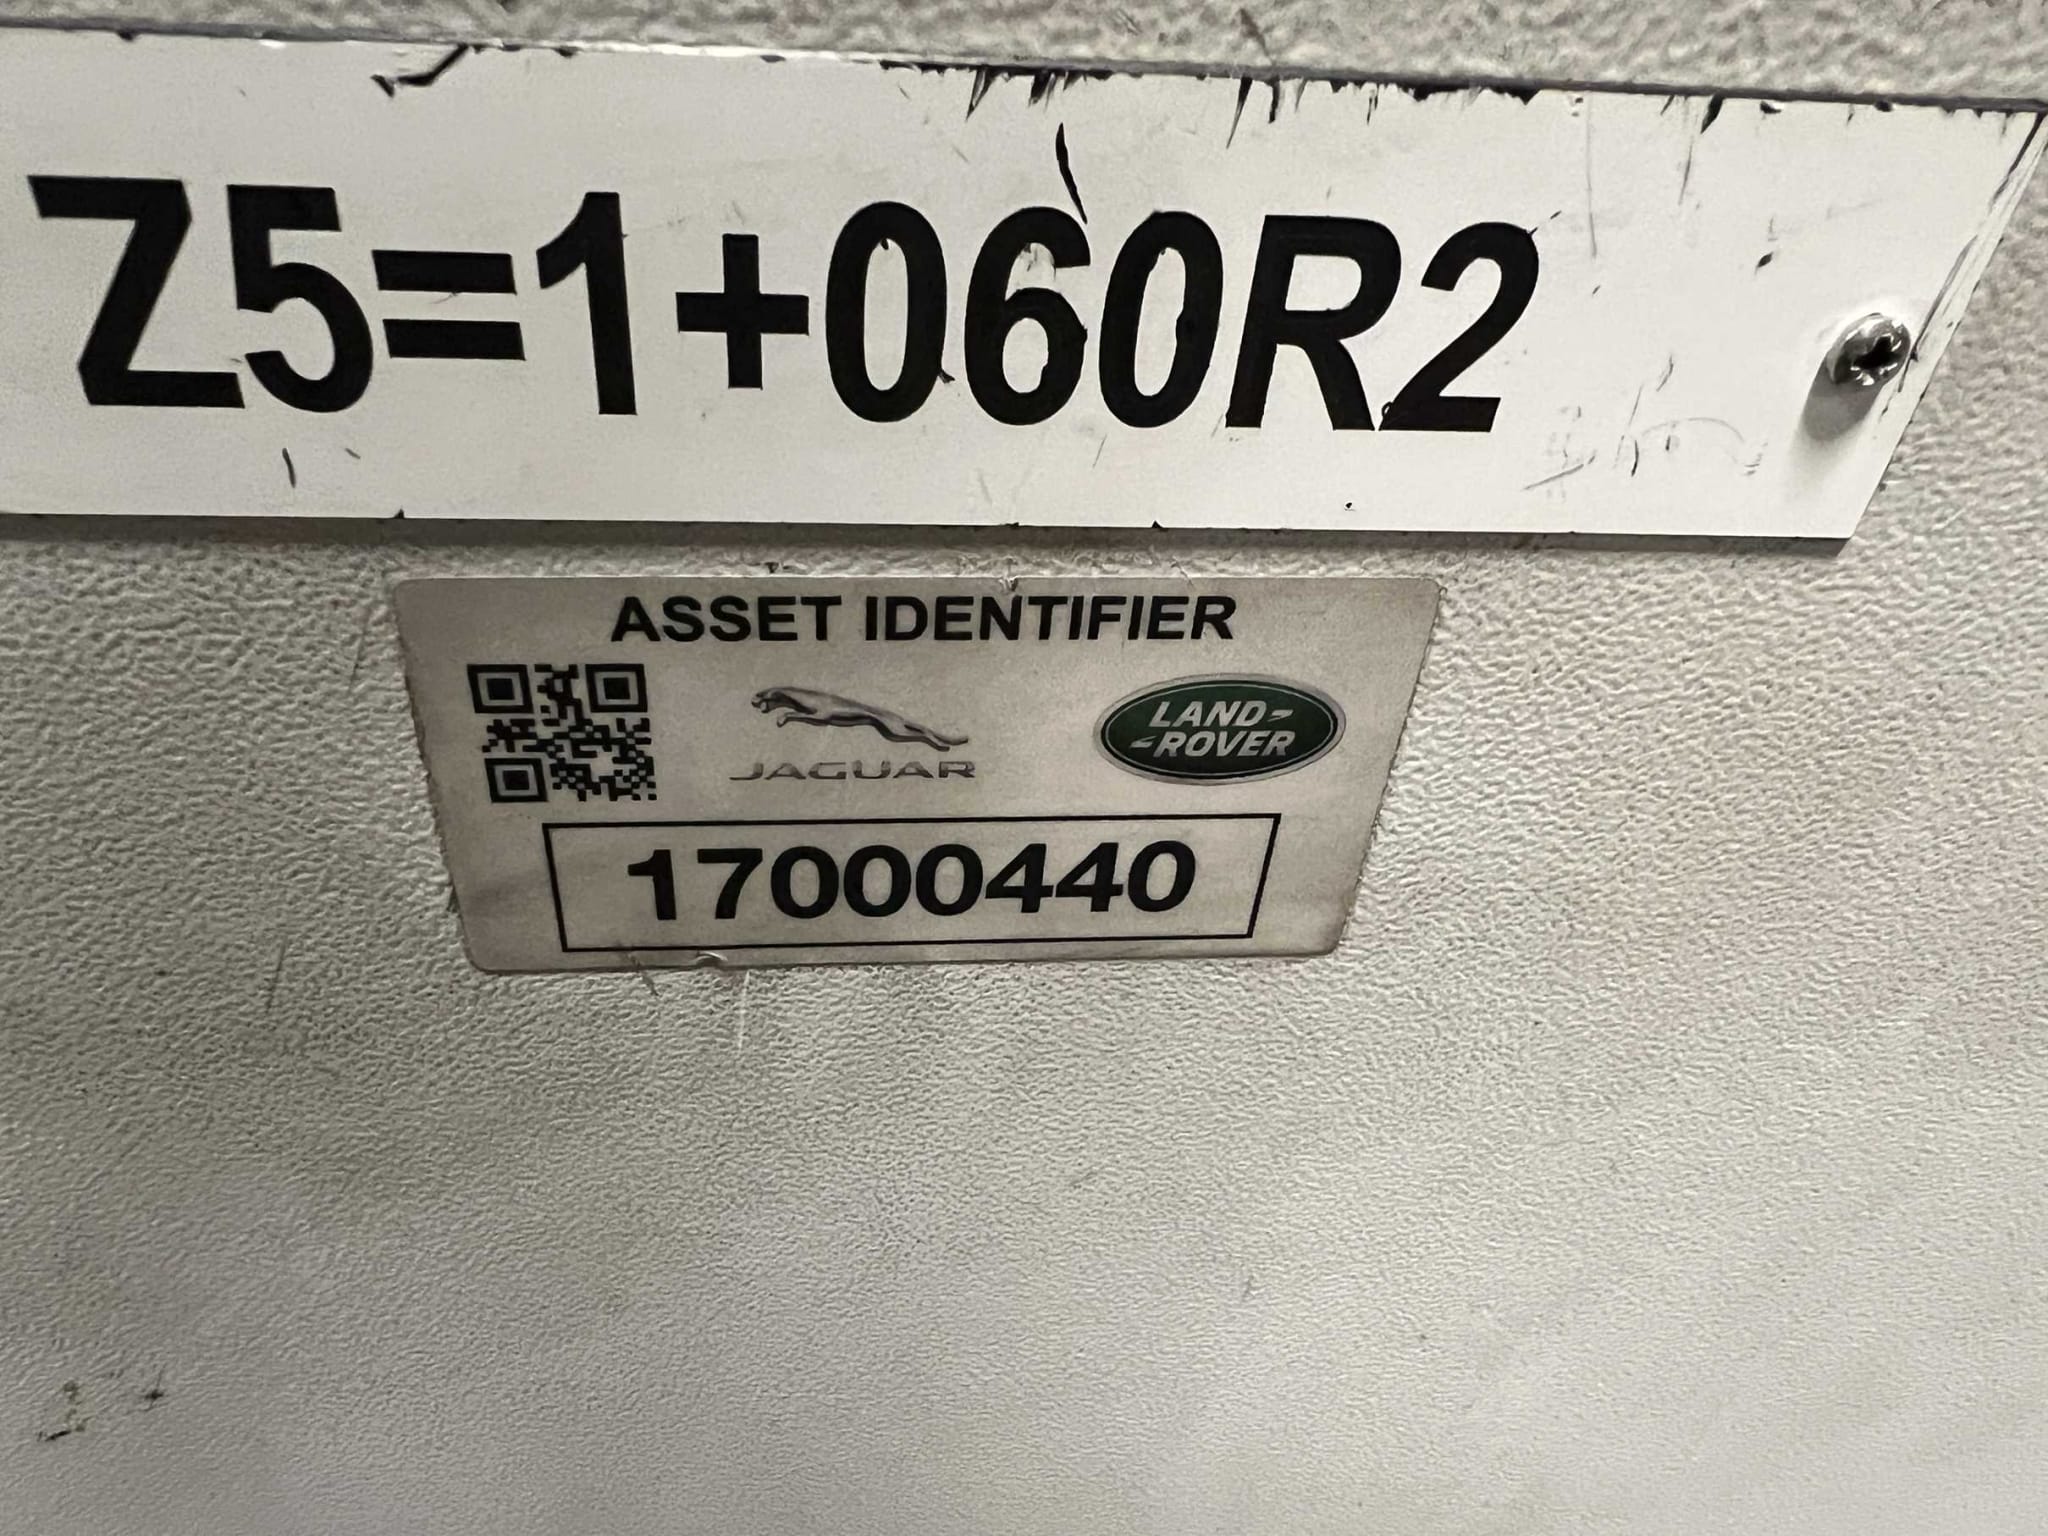 Z5=1+060R2
ASSET IDENTIFIER
JAGUAR
LAND-
-ROVER
17000440